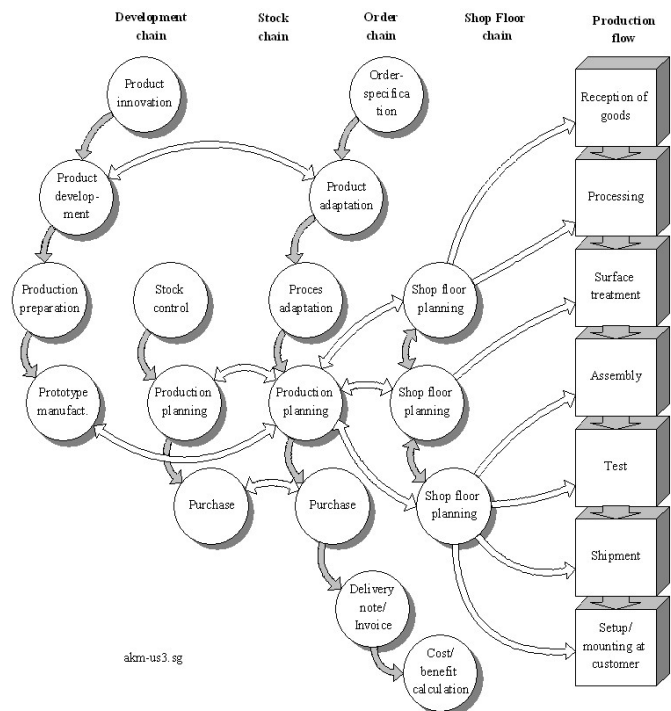 Development
chain
Stock
chain
Order
chain
Shop Floor
chain
Production
flow
Product
innovation
Order-
specifica
tion
Reception of
goods
Product
develop-
ment
Product
adaptation
Processing
Production
preparation
Stock
control
Proces
adaptation
Shop floor
planning
Surface
treatment
Prototype
manufact.
Production
planning
Production
planning
Shop floor
planning
Assembly
Purchase
Purchase
Shop floor
planning
Test
Delivery
note/
Invoice
Shipment
Cost/
benefit
calculation
Setup/
mounting at
customer
akm-us3.sg